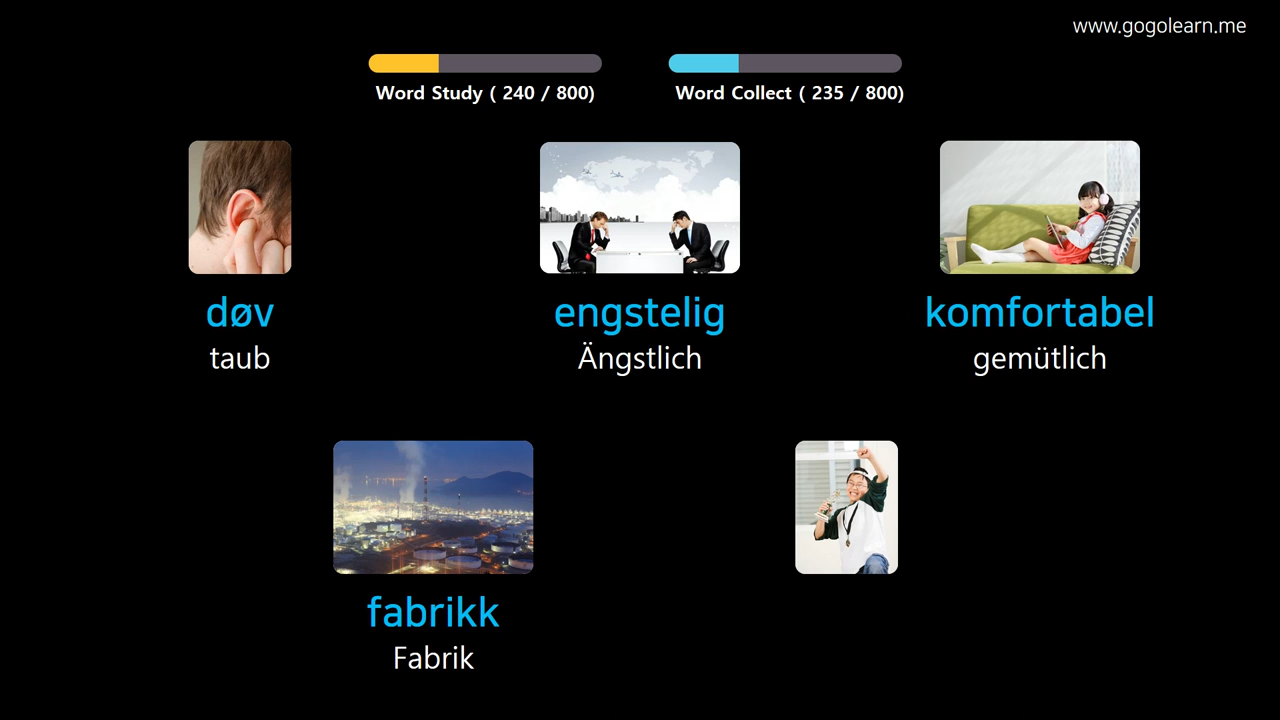 www.gogolearn.me
Word Study ( 240 / 800)
Word Collect ( 235 / 800)
døv
taub
engstelig
Ängstlich
komfortabel
gemütlich
fabrikk
Fabrik